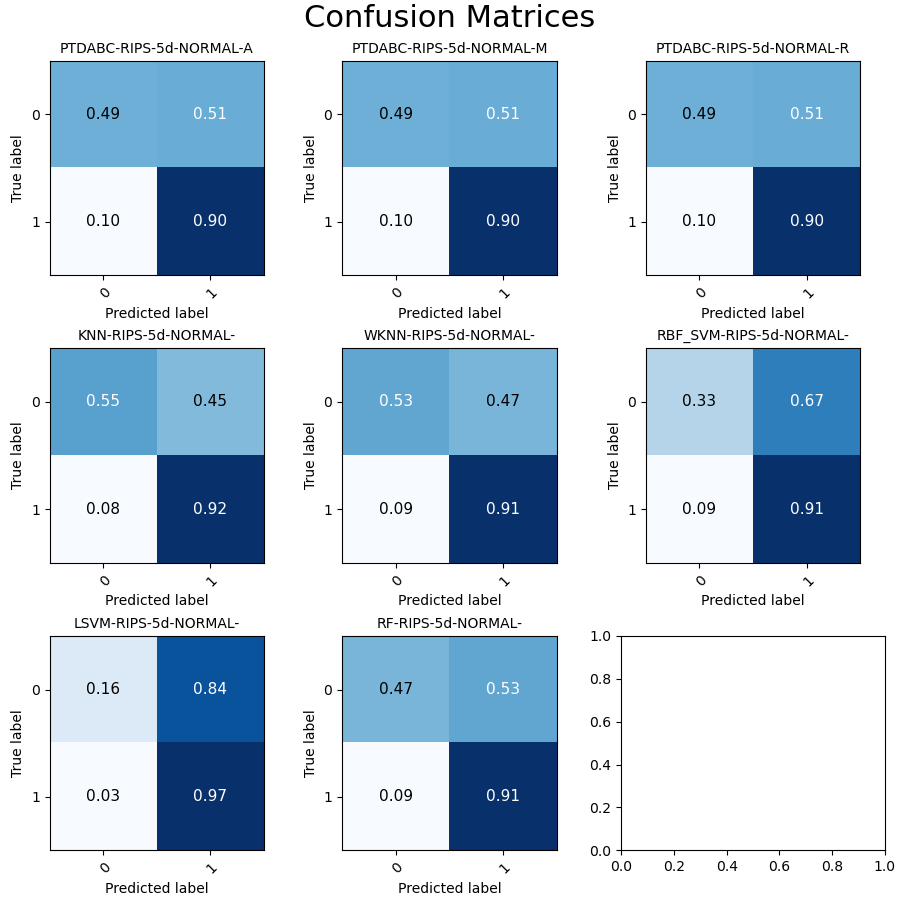 Confusion Matrices
PTDABC-RIPS-5d-NORMAL-A
0
0.49
0.51
True label
1
0.10
0.90
0
1
Predicted label
PTDABC-RIPS-5d-NORMAL-M
0
0.49
0.51
True label
1
0.10
0.90
0
1
Predicted label
PTDABC-RIPS-5d-NORMAL-R
0
0.49
0.51
True label
1
0.10
0.90
0
1
Predicted label
KNN-RIPS-5d-NORMAL-
0
0.55
0.45
True label
1
0.08
0.92
0
1
Predicted label
WKNN-RIPS-5d-NORMAL-
0
0.53
0.47
True label
1
0.09
0.91
0
1
Predicted label
RBF_SVM-RIPS-5d-NORMAL-
0
0.33
0.67
True label
1
0.09
0.91
0
1
Predicted label
LSVM-RIPS-5d-NORMAL-
0
0.16
0.84
True label
1
0.03
0.97
0
1
Predicted label
RF-RIPS-5d-NORMAL-
0
0.47
0.53
True label
1
0.09
0.91
0
1
Predicted label
1.0
0.8
0.6
0.4
0.2
0.0
0.0 0.2 0.4 0.6 0.8 1.0